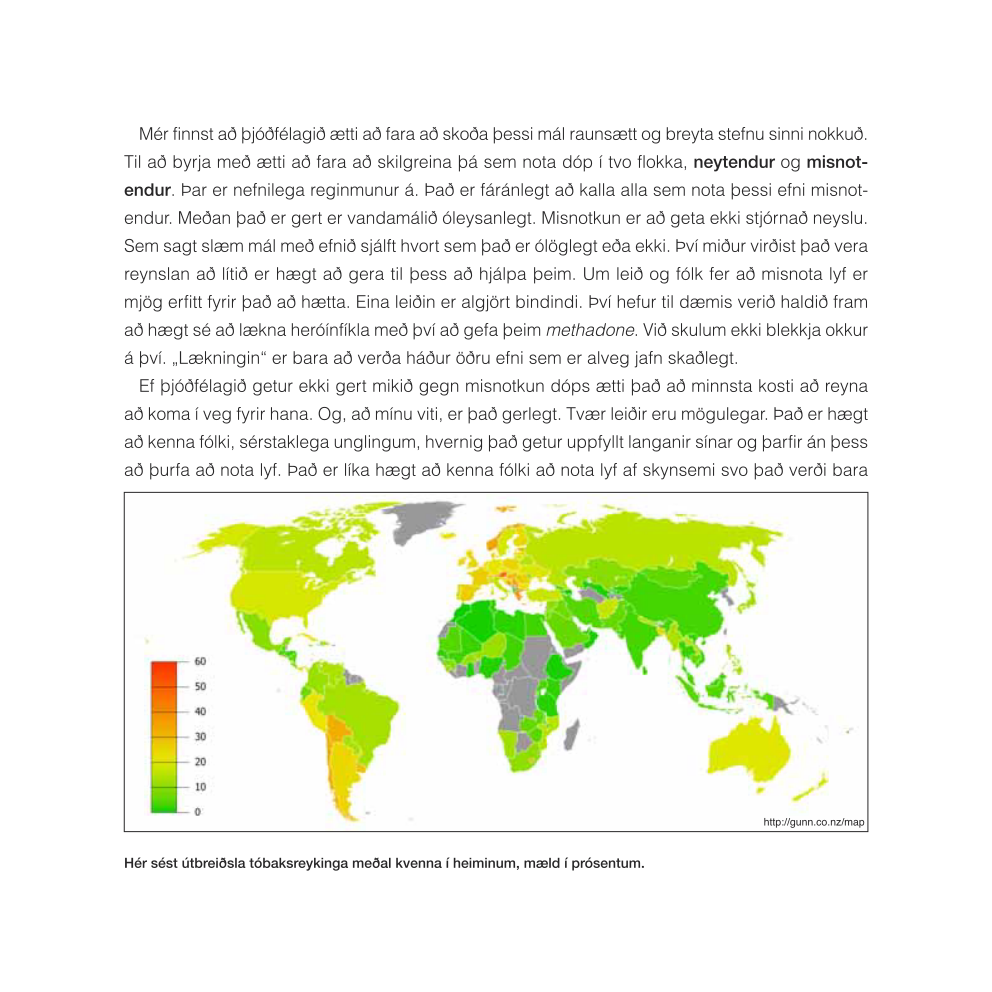 Mér finnst að þjóðfélagið ætti að fara að skoða þessi mál raunsætt og breyta stefnu sinni nokkuð.
Til að byrja með ætti að fara að skilgreina þá sem nota dóp í tvo flokka, neytendur og misnot-
endur. Þar er nefnilega reginmunur á. Það er fáránlegt að kalla alla sem nota þessi efni misnot-
endur. Meðan það er gert er vandamálið óleysanlegt. Misnotkun er að geta ekki stjórnað neyslu.
Sem sagt slæm mál með efnið sjálft hvort sem það er ólöglegt eða ekki. Því miður virðist það vera
reynslan að lítið er hægt að gera til þess að hjálpa þeim. Um leið og fólk fer að misnota lyf er
mjög erfitt fyrir það að hætta. Eina leiðin er algjört bindindi. Því hefur til dæmis verið haldið fram
að hægt sé að lækna heróínfíkla með því að gefa þeim methadone. Við skulum ekki blekkja okkur
á því. „Lækningin“ er bara að verða háður öðru efni sem er alveg jafn skaðlegt.
Ef þjóðfélagið getur ekki gert mikið gegn misnotkun dóps ætti það að minnsta kosti að reyna
að koma í veg fyrir hana. Og, að mínu viti, er það gerlegt. Tvær leiðir eru mögulegar. Það er hægt
að kenna fólki, sérstaklega unglingum, hvernig það getur uppfyllt langanir sínar og þarfir án þess
að þurfa að nota lyf. Það er líka hægt að kenna fólki að nota lyf af skynsemi svo það verði bara
60
50
40
30
20
10
0
http://gunn.co.nz/map
Hér sést útbreiðsla tóbaksreykinga meðal kvenna í heiminum, mæld í prósentum.